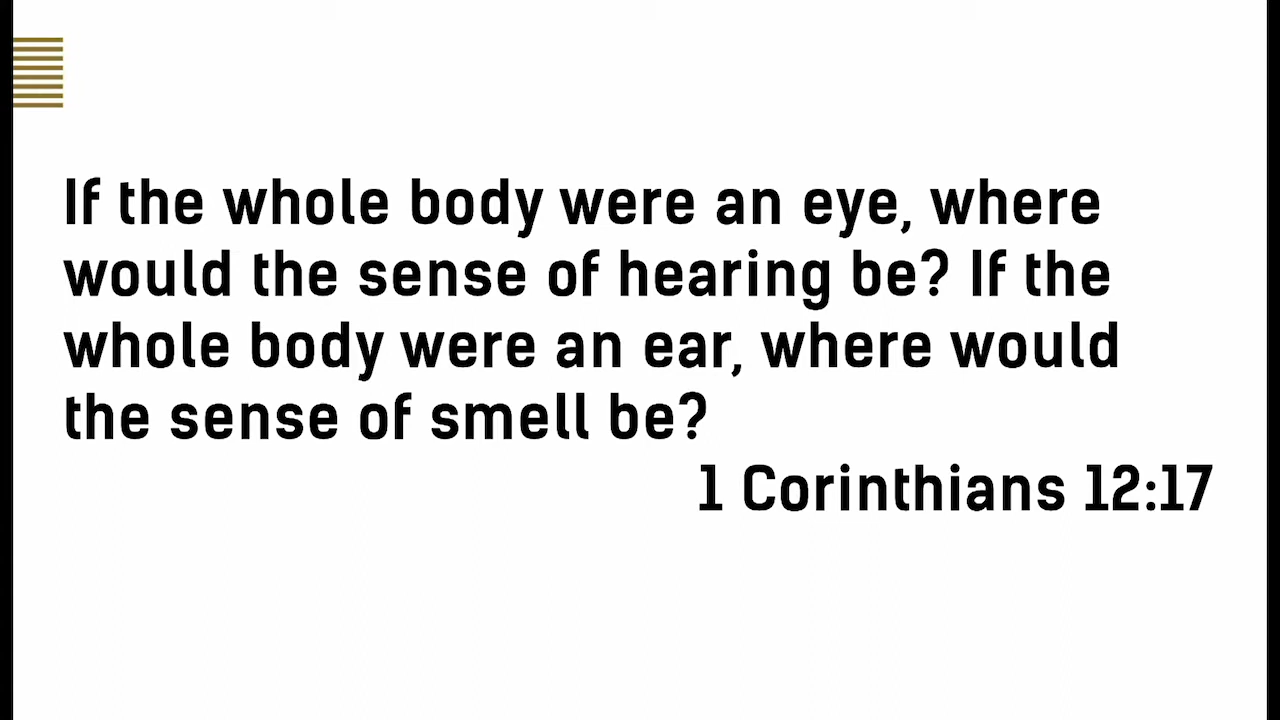 If the whole body were an eye, where
would the sense of hearing be? If the
whole body were an ear, where would
the sense of smell be?
1 Corinthians 12:17